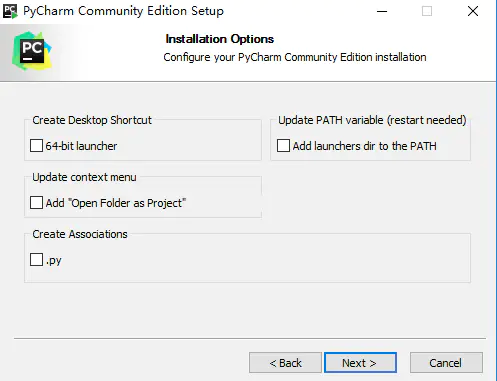 PyCharm Community Edition Setup
PC
Installation Options
Configure your PyCharm Community Edition installation
Create Desktop Shortcut
64-bit launcher
Update PATH variable (restart needed)
Add launchers dir to the PATH
Update context menu
Add "Open Folder as Project"
Create Associations
.py
< Back
Next >
Cancel